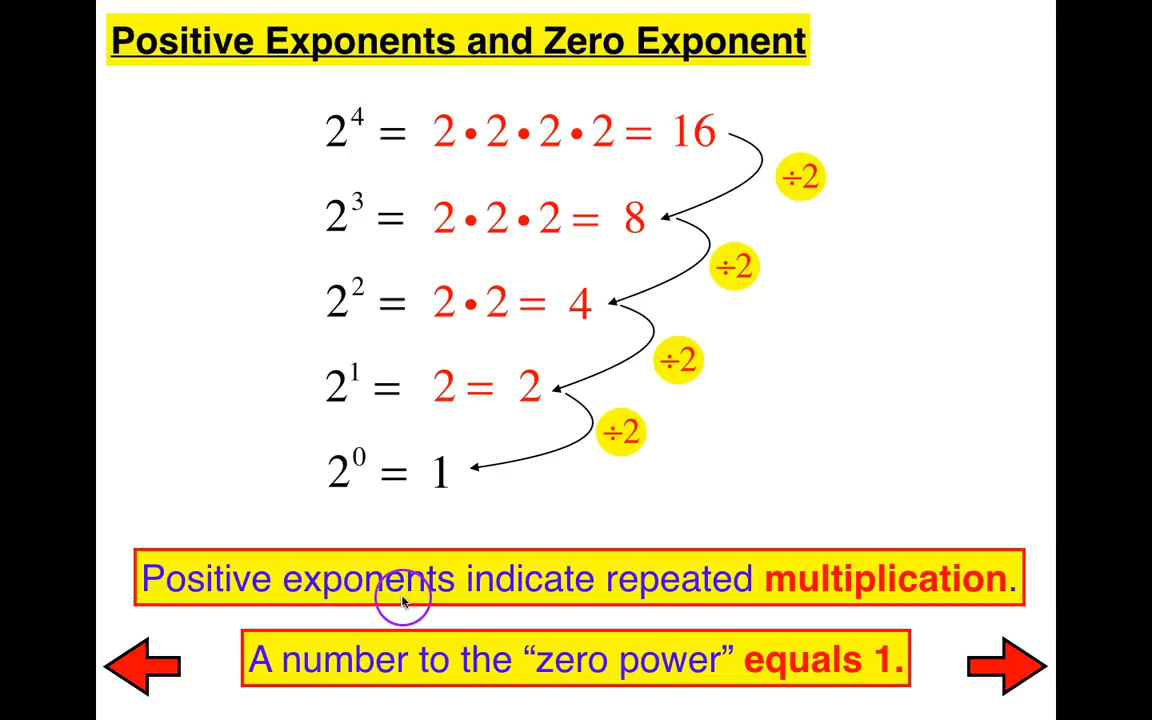 Positive Exponents and Zero Exponent
2⁴ = 2•2•2•2 = 16
÷2
2³ = 2•2•2 = 8
÷2
2² = 2•2 = 4
÷2
2¹ = 2 = 2
÷2
2⁰ = 1
Positive exponents indicate repeated multiplication.
A number to the “zero power” equals 1.